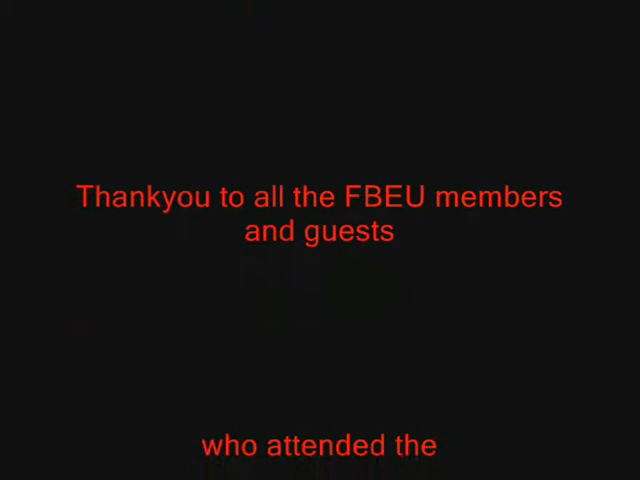 Thankyou to all the FBEU members
and guests
who attended the